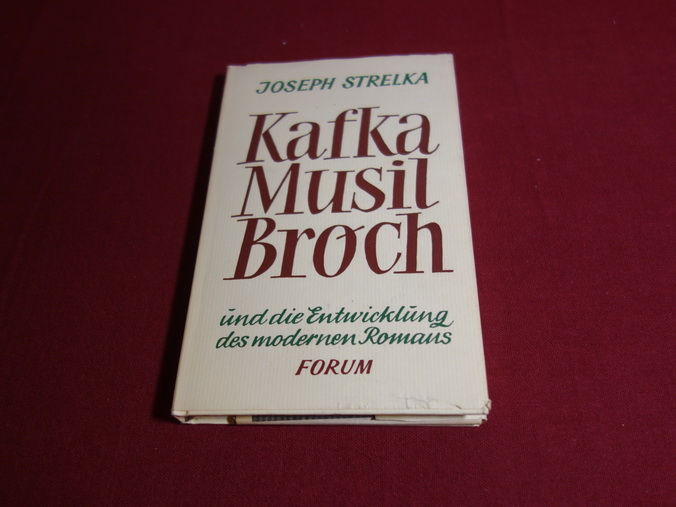 JOSEPH STRELKA
Kafka
Musil
Broch
und die Entwicklung
des modernen Romans
FORUM